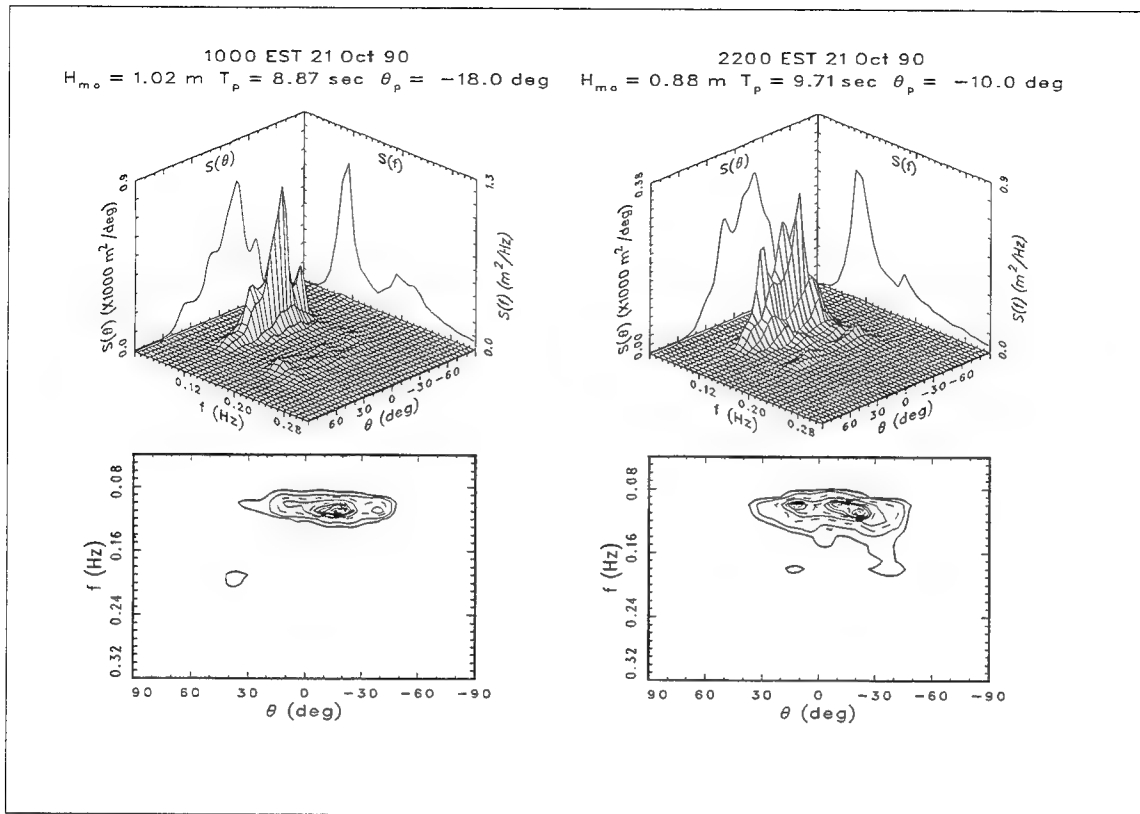 1000 EST 21 Oct 90
H_mo = 1.02 m T_p = 8.87 sec θ_p = -18.0 deg
S(θ)
S(f)
0.9
1.3
S(θ) (X1000 m²/deg)
S(f) (m²/Hz)
0.0
0.0
0.12
0.20
0.28
f (Hz)
60
30
0
-30
-60
θ (deg)
0.08
0.16
0.24
0.32
f (Hz)
90
60
30
0
-30
-60
-90
θ (deg)
2200 EST 21 Oct 90
H_mo = 0.88 m T_p = 9.71 sec θ_p = -10.0 deg
S(θ)
S(f)
0.38
0.9
S(θ) (X1000 m²/deg)
S(f) (m²/Hz)
0.00
0.0
0.12
0.20
0.28
f (Hz)
60
30
0
-30
-60
θ (deg)
0.08
0.16
0.24
0.32
f (Hz)
90
60
30
0
-30
-60
-90
θ (deg)